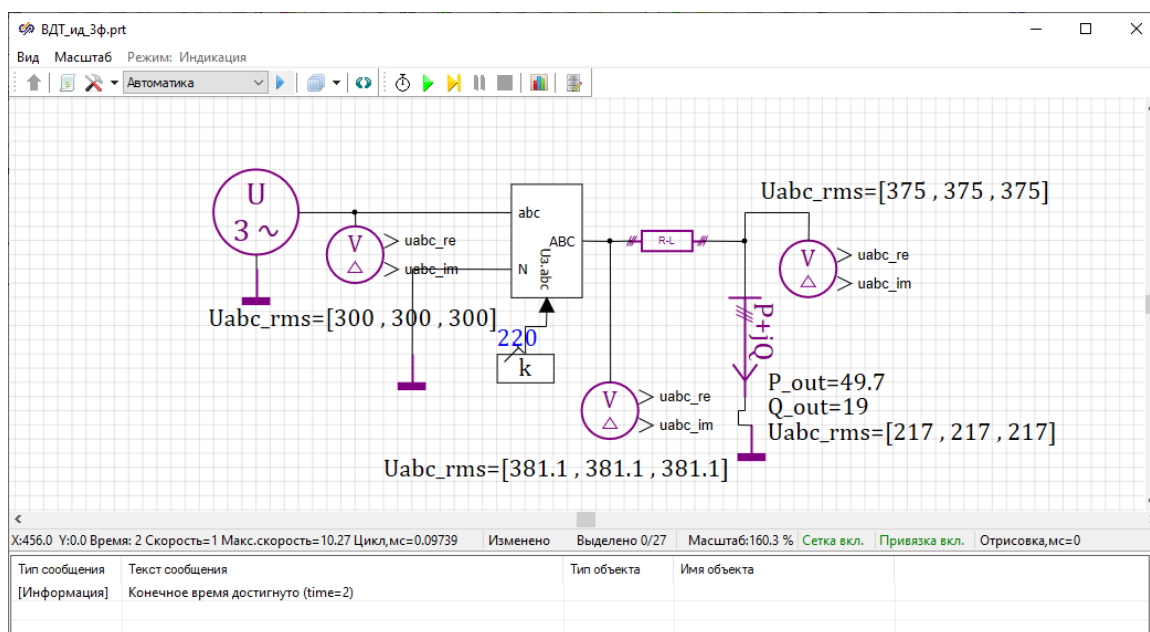 ВДТ_ид_3ф.prt
Вид Масштаб Режим: Индикация
Автоматика
U
3 ~
V
△
uabc_re
uabc_im
Uabc_rms=[300 , 300 , 300]
abc
N
ABC
Uз.abc
220
k
R-L
V
△
uabc_re
uabc_im
Uabc_rms=[381.1 , 381.1 , 381.1]
Uabc_rms=[375 , 375 , 375]
V
△
uabc_re
uabc_im
P+jQ
P_out=49.7
Q_out=19
Uabc_rms=[217 , 217 , 217]
X:456.0 Y:0.0 Время: 2 Скорость=1 Макс.скорость=10.27 Цикл,мс=0.09739 Изменено Выделено 0/27 Масштаб:160.3 % Сетка вкл. Привязка вкл. Отрисовка,мс=0
Тип сообщения Текст сообщения Тип объекта Имя объекта
[Информация] Конечное время достигнуто (time=2)